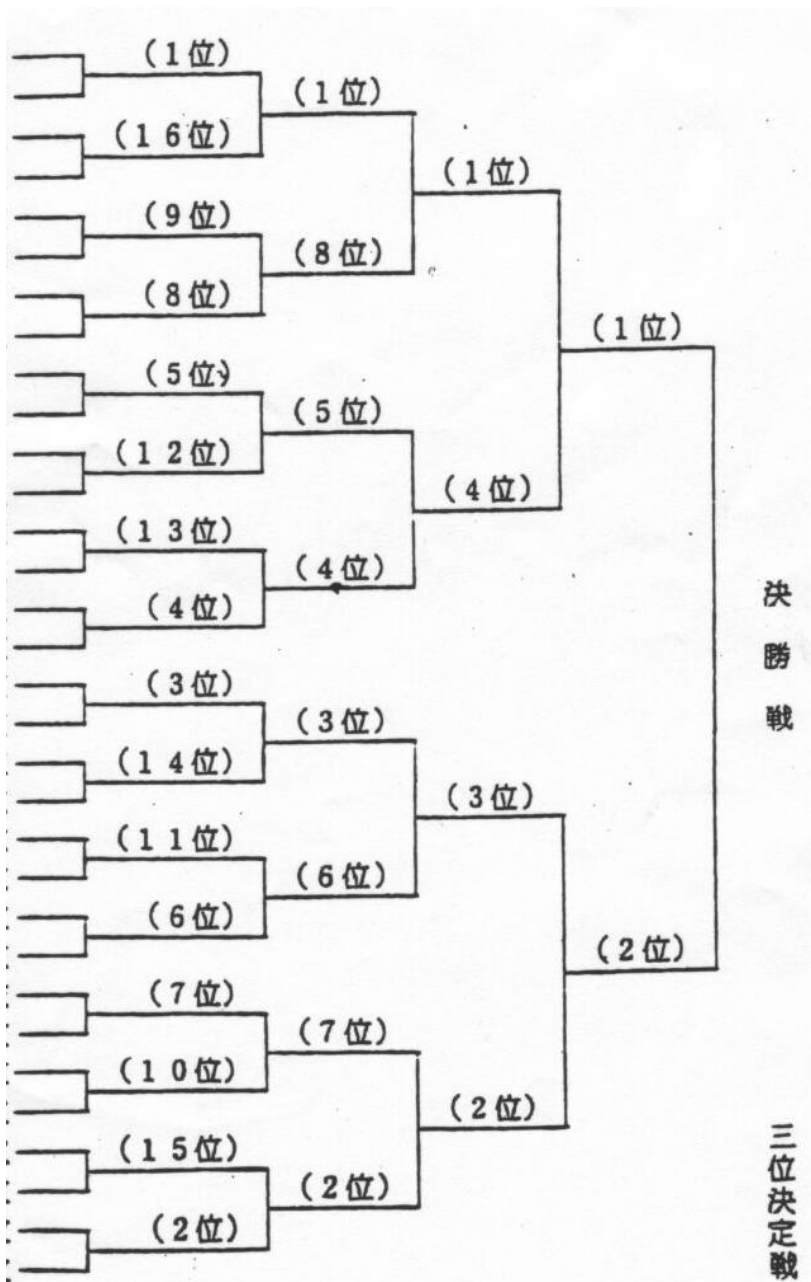 (1位)
(16位)
(9位)
(8位)
(5位)
(12位)
(13位)
(4位)
(3位)
(14位)
(11位)
(6位)
(7位)
(10位)
(15位)
(2位)
(1位)
(8位)
(5位)
(4位)
(3位)
(6位)
(7位)
(2位)
(1位)
(4位)
(3位)
(2位)
(1位)
(2位)
決勝戦
三位決定戦